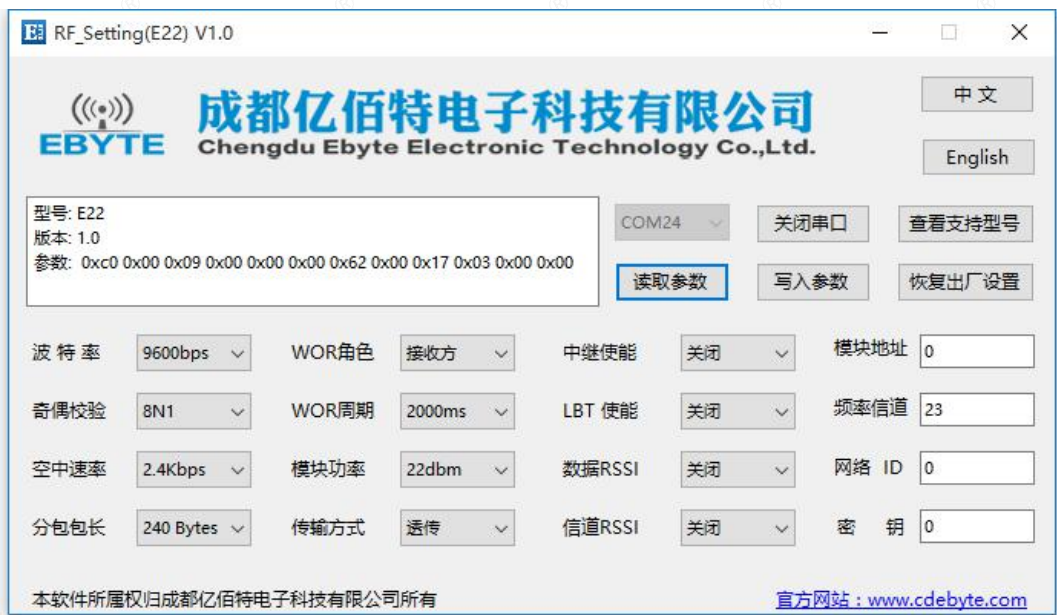 RF_Setting(E22) V1.0
中 文
EBYTE
成都亿佰特电子科技有限公司
Chengdu Ebyte Electronic Technology Co.,Ltd.
English
型号: E22
版本: 1.0
参数: 0xc0 0x00 0x09 0x00 0x00 0x00 0x62 0x00 0x17 0x03 0x00 0x00
COM24 关闭串口 查看支持型号
读取参数 写入参数 恢复出厂设置
波 特 率 9600bps WOR角色 接收方 中继使能 关闭 模块地址 0
奇偶校验 8N1 WOR周期 2000ms LBT 使能 关闭 频率信道 23
空中速率 2.4Kbps 模块功率 22dbm 数据RSSI 关闭 网络 ID 0
分包包长 240 Bytes 传输方式 透传 信道RSSI 关闭 密 钥 0
本软件所属权归成都亿佰特电子科技有限公司所有 官方网站：www.cdebyte.com